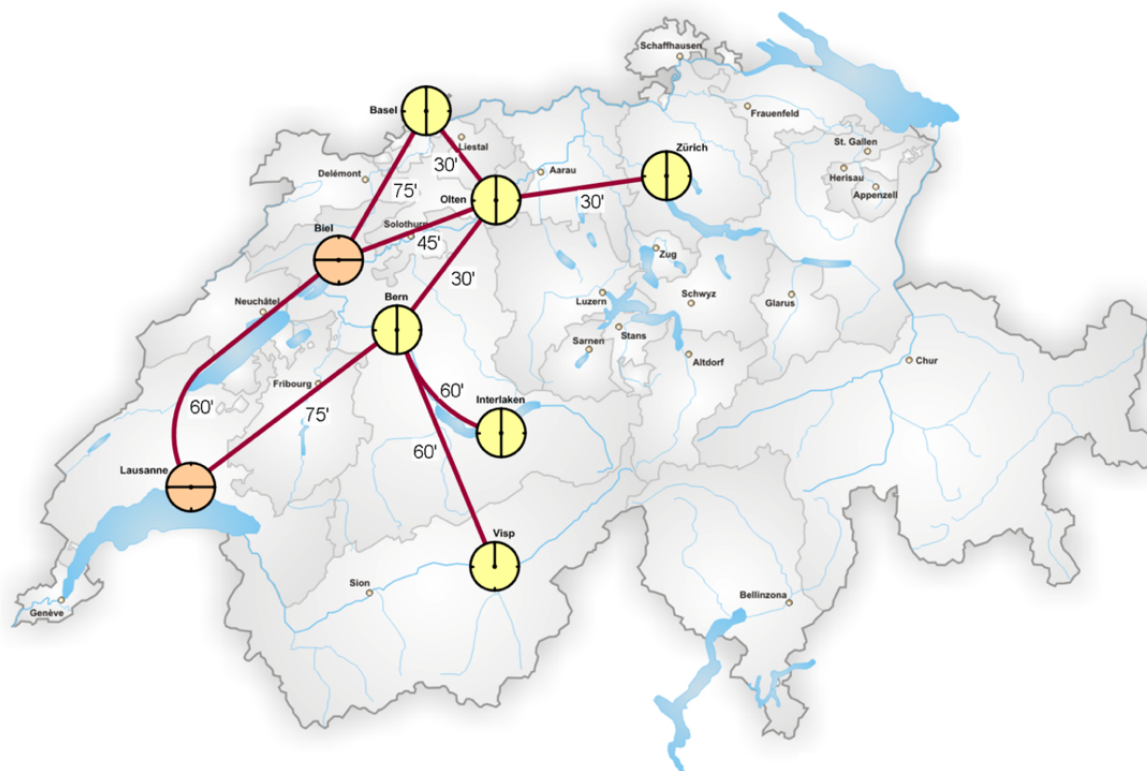 Schaffhausen
Basel
Frauenfeld
Liestal
St. Gallen
Zürich
30'
Aarau
Herisau
Delémont
75'
Appenzell
Olten
30'
Biel
Solothurn
45'
Zug
30'
Neuchâtel
Bern
Luzern
Schwyz
Glarus
Stans
Sarnen
Altdorf
Chur
Fribourg
60'
Interlaken
60'
75'
60'
Lausanne
Visp
Sion
Bellinzona
Genève